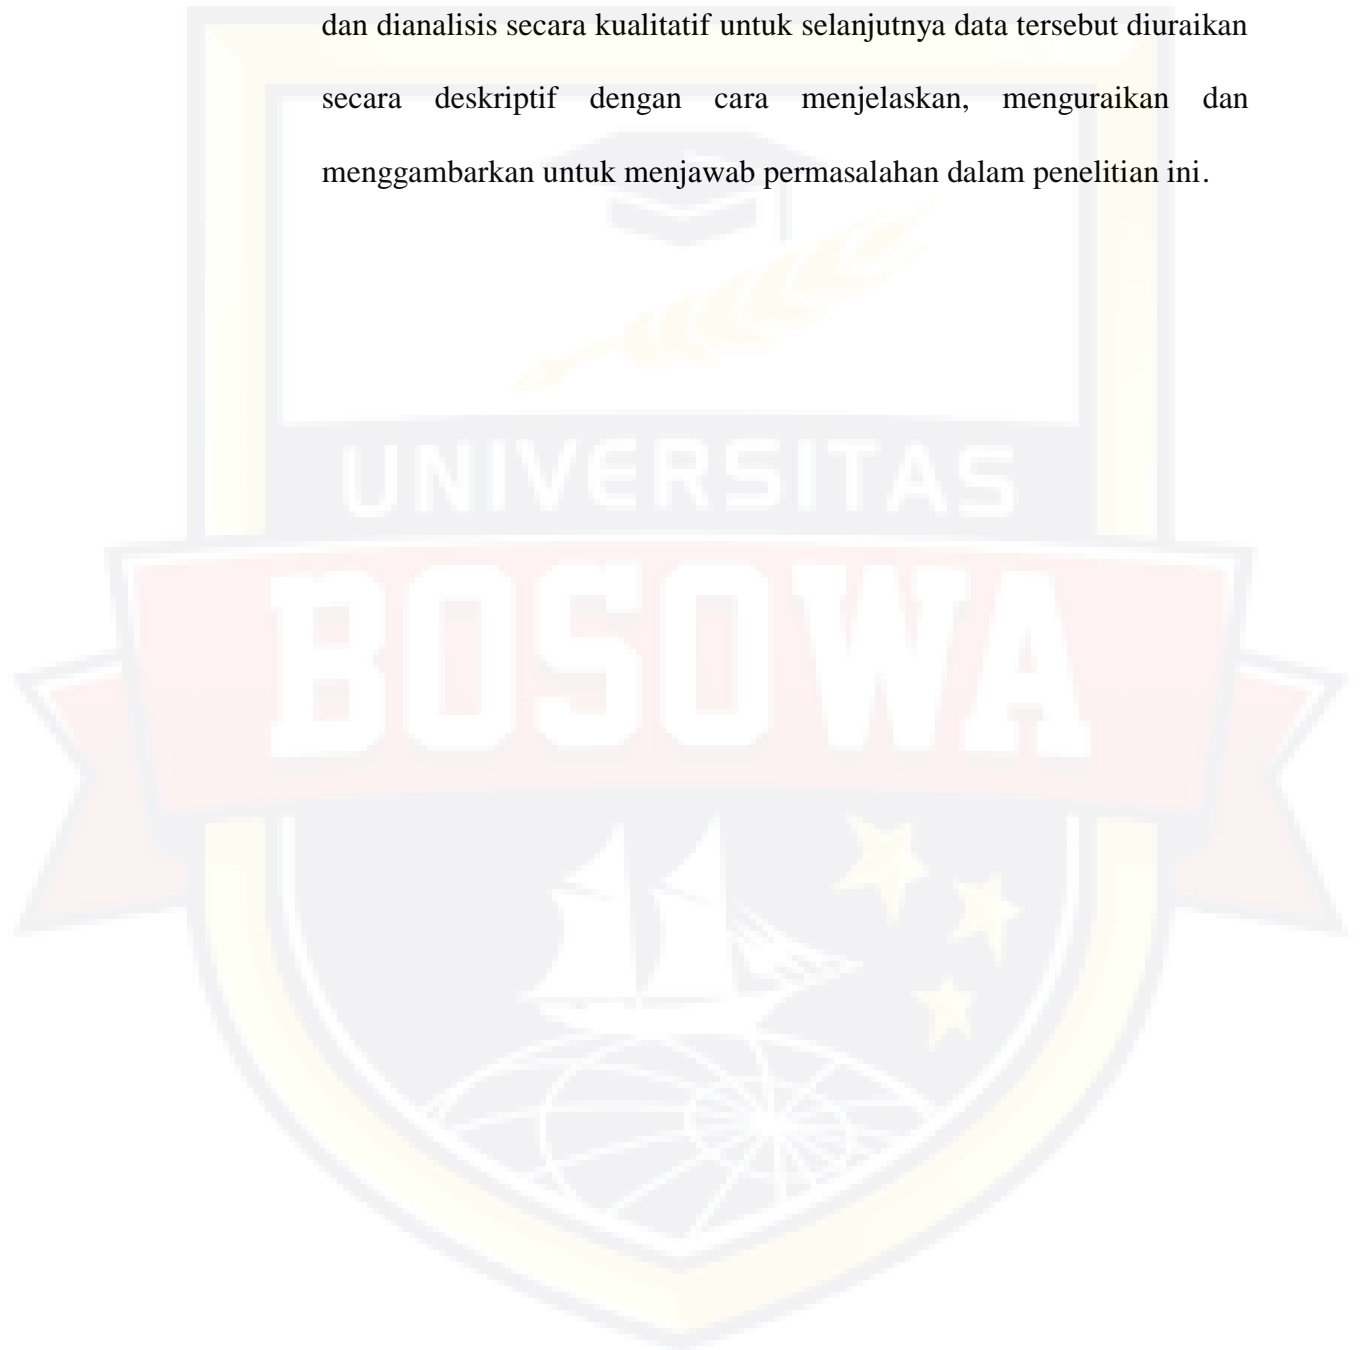 dan dianalisis secara kualitatif untuk selanjutnya data tersebut diuraikan
secara deskriptif dengan cara menjelaskan, menguraikan dan
menggambarkan untuk menjawab permasalahan dalam penelitian ini.
UNIVERSITAS
BOSOWA